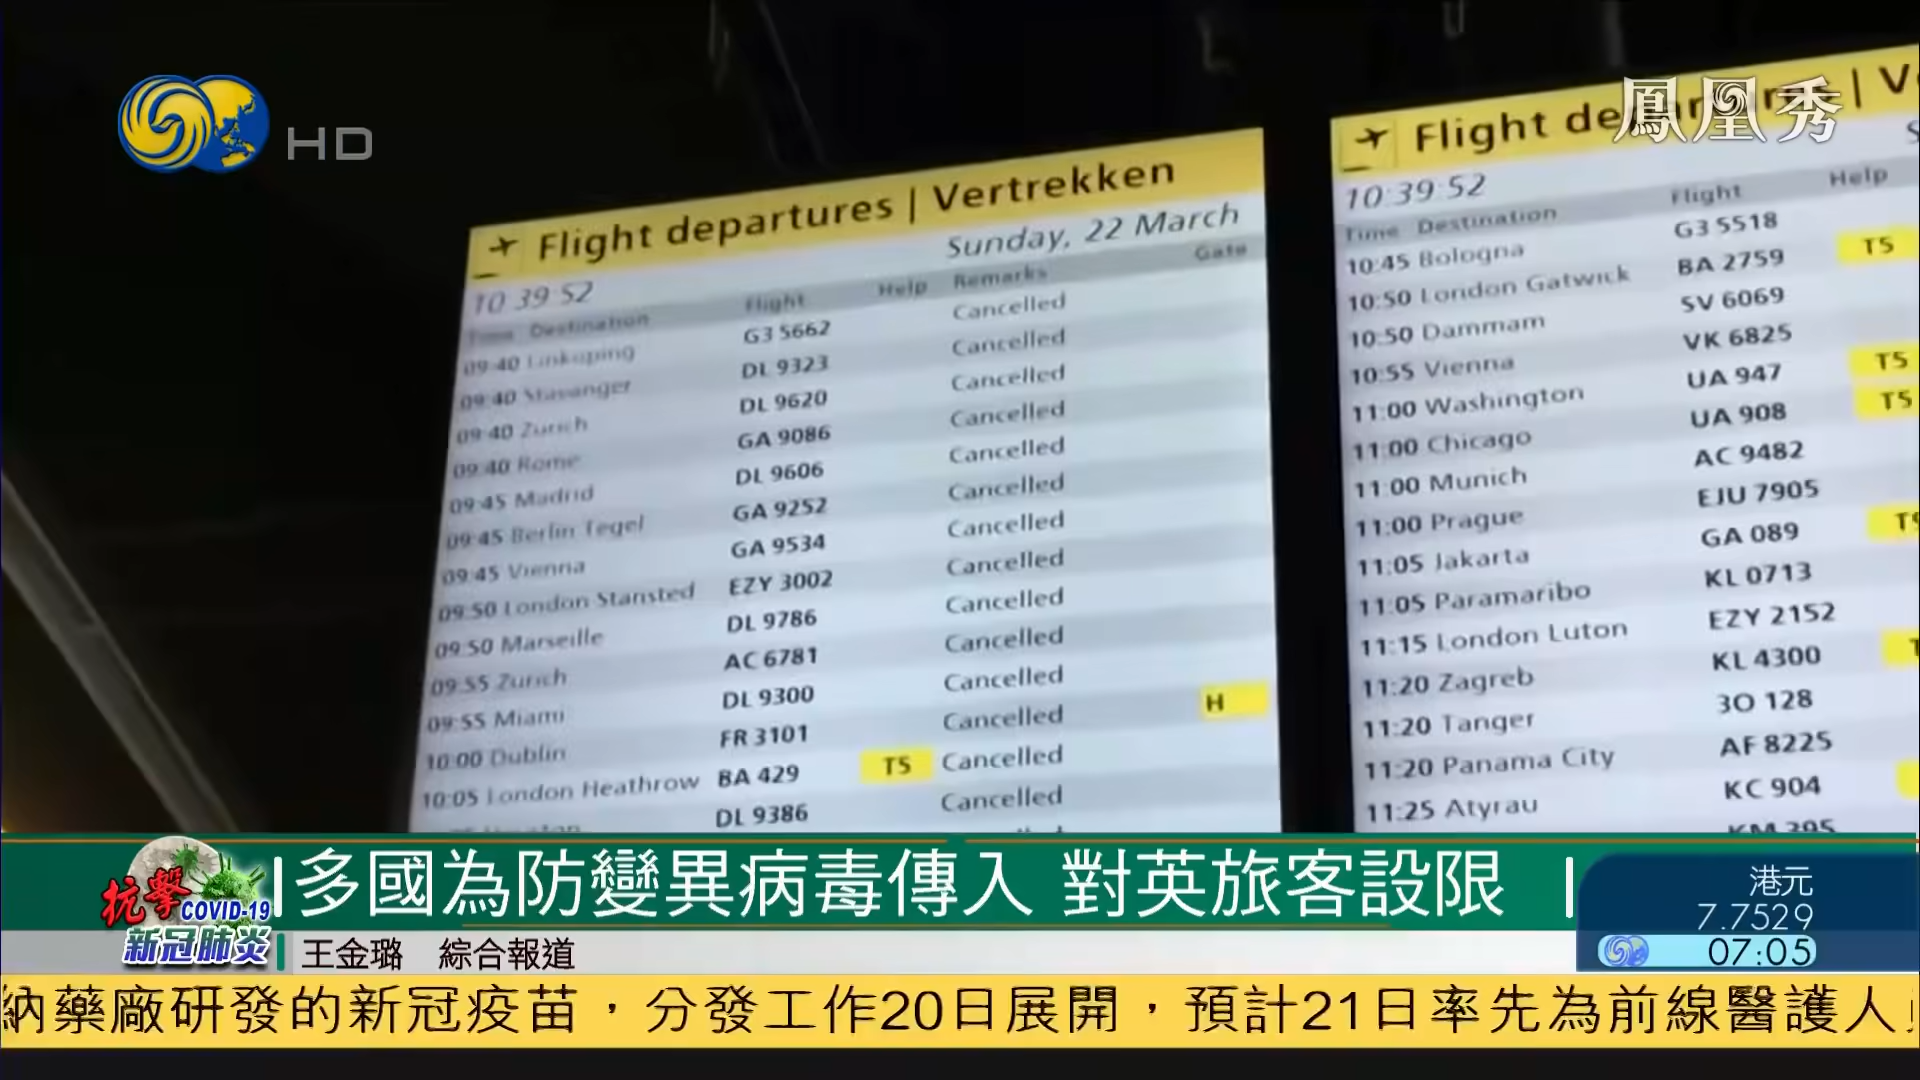 HD
鳳凰秀
Flight departures | Vertrekken
Sunday, 22 March
10:39:52
Time Destination Flight Help Remarks Gate
09:40 Linkoping G3 5662 Cancelled
09:40 Stavanger DL 9323 Cancelled
09:40 Zurich DL 9620 Cancelled
09:40 Rome GA 9086 Cancelled
09:45 Madrid DL 9606 Cancelled
09:45 Berlin Tegel GA 9252 Cancelled
09:45 Vienna GA 9534 Cancelled
09:50 London Stansted EZY 3002 Cancelled
09:50 Marseille DL 9786 Cancelled
09:55 Zurich AC 6781 Cancelled
09:55 Miami DL 9300 Cancelled
10:00 Dublin FR 3101 Cancelled H
10:05 London Heathrow BA 429 T5 Cancelled
DL 9386 Cancelled
Flight departures | V
10:39:52
Time Destination Flight Help
10:45 Bologna G3 5518
10:50 London Gatwick BA 2759 T5
10:50 Dammam SV 6069
10:55 Vienna VK 6825
11:00 Washington UA 947 T5
11:00 Chicago UA 908 T5
11:00 Munich AC 9482
11:00 Prague EJU 7905
11:05 Jakarta GA 089
11:05 Paramaribo KL 0713
11:15 London Luton EZY 2152
11:20 Zagreb KL 4300
11:20 Tanger 3O 128
11:20 Panama City AF 8225
11:25 Atyrau KC 904
KM 395
抗擊
COVID-19
新冠肺炎
多國為防變異病毒傳入 對英旅客設限
王金璐 綜合報道
港元
7.7529
07:05
納藥廠研發的新冠疫苗，分發工作20日展開，預計21日率先為前線醫護人